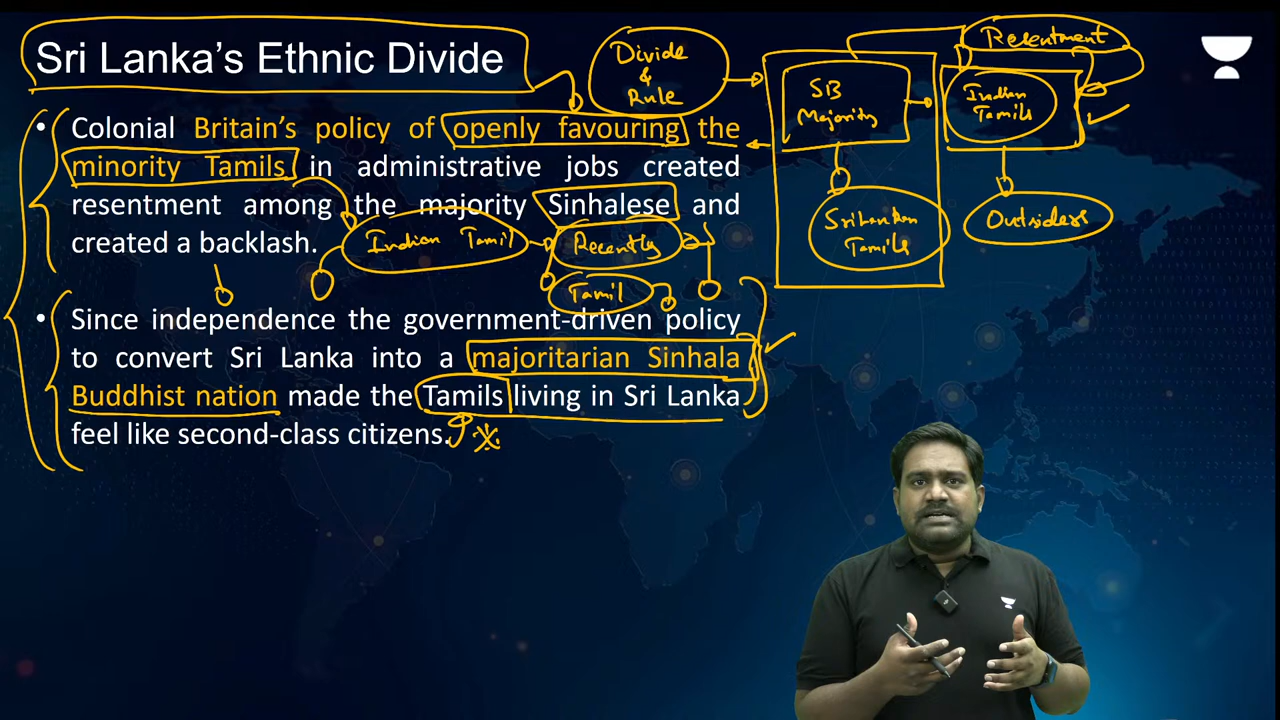 Sri Lanka's Ethnic Divide
Divide
&
Rule
SB
Majority
Resentment
Indian
Tamils
SriLankan
Tamils
Outsiders
• Colonial Britain's policy of openly favouring the
minority Tamils in administrative jobs created
resentment among the majority Sinhalese and
created a backlash.
Indian Tamil
Recently
Tamil
• Since independence the government-driven policy
to convert Sri Lanka into a majoritarian Sinhala
Buddhist nation made the Tamils living in Sri Lanka
feel like second-class citizens.